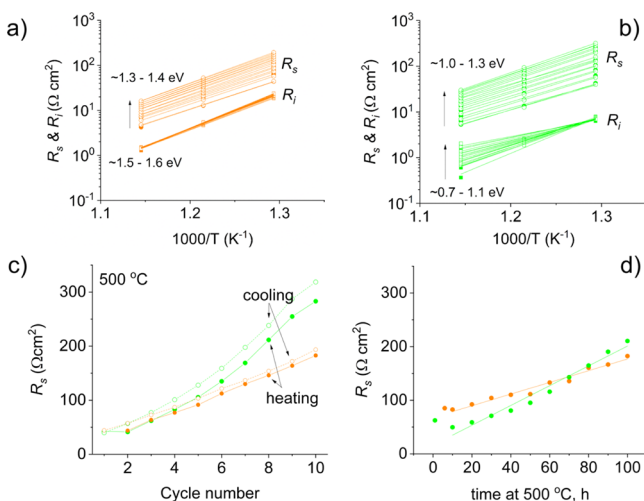 a)
R_s & R_i (Ω cm²)
10³
10²
10¹
10⁰
10⁻¹
~1.3 - 1.4 eV
R_s
R_i
~1.5 - 1.6 eV
1.1 1.2 1.3
1000/T (K⁻¹)
b)
R_s & R_i (Ω cm²)
10³
10²
10¹
10⁰
10⁻¹
~1.0 - 1.3 eV
R_s
R_i
~0.7 - 1.1 eV
1.1 1.2 1.3
1000/T (K⁻¹)
c)
R_s (Ωcm²)
300
200
100
0
500 °C
cooling
heating
2 4 6 8 10
Cycle number
d)
R_s (Ω cm²)
300
200
100
0
0 20 40 60 80 100
time at 500 °C, h